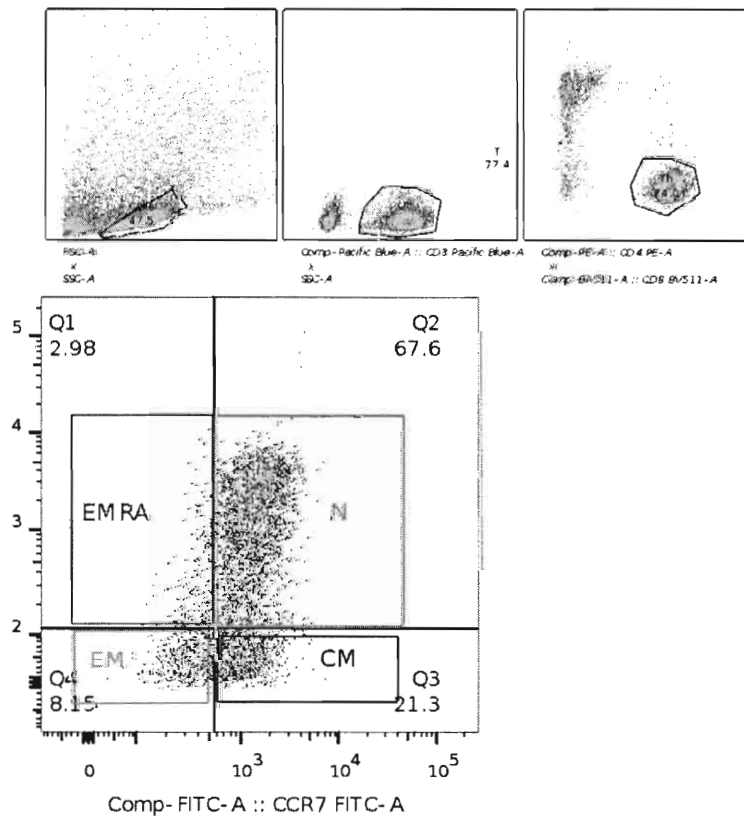 T
77.4
FSC-A
x
SSC-A
Comp-Pacific Blue-A :: CD3 Pacific Blue-A
x
SSC-A
Comp-PE-A :: CD4 PE-A
Comp-BV511-A :: CD8 BV511-A
Q1
2.98
Q2
67.6
5
4
3
2
EMRA
N
EM
CM
Q4
8.15
Q3
21.3
0
10³
10⁴
10⁵
Comp-FITC-A :: CCR7 FITC-A